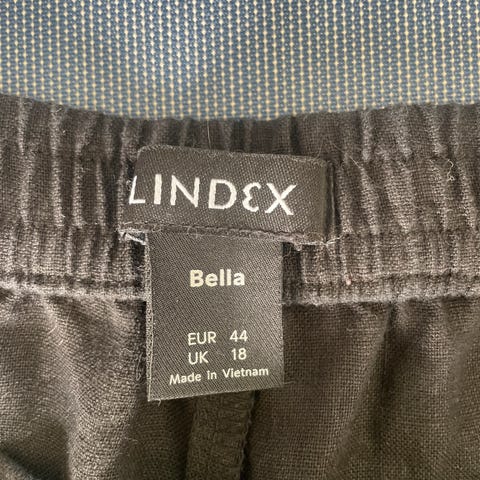 LINDEX
Bella
EUR 44
UK 18
Made in Vietnam